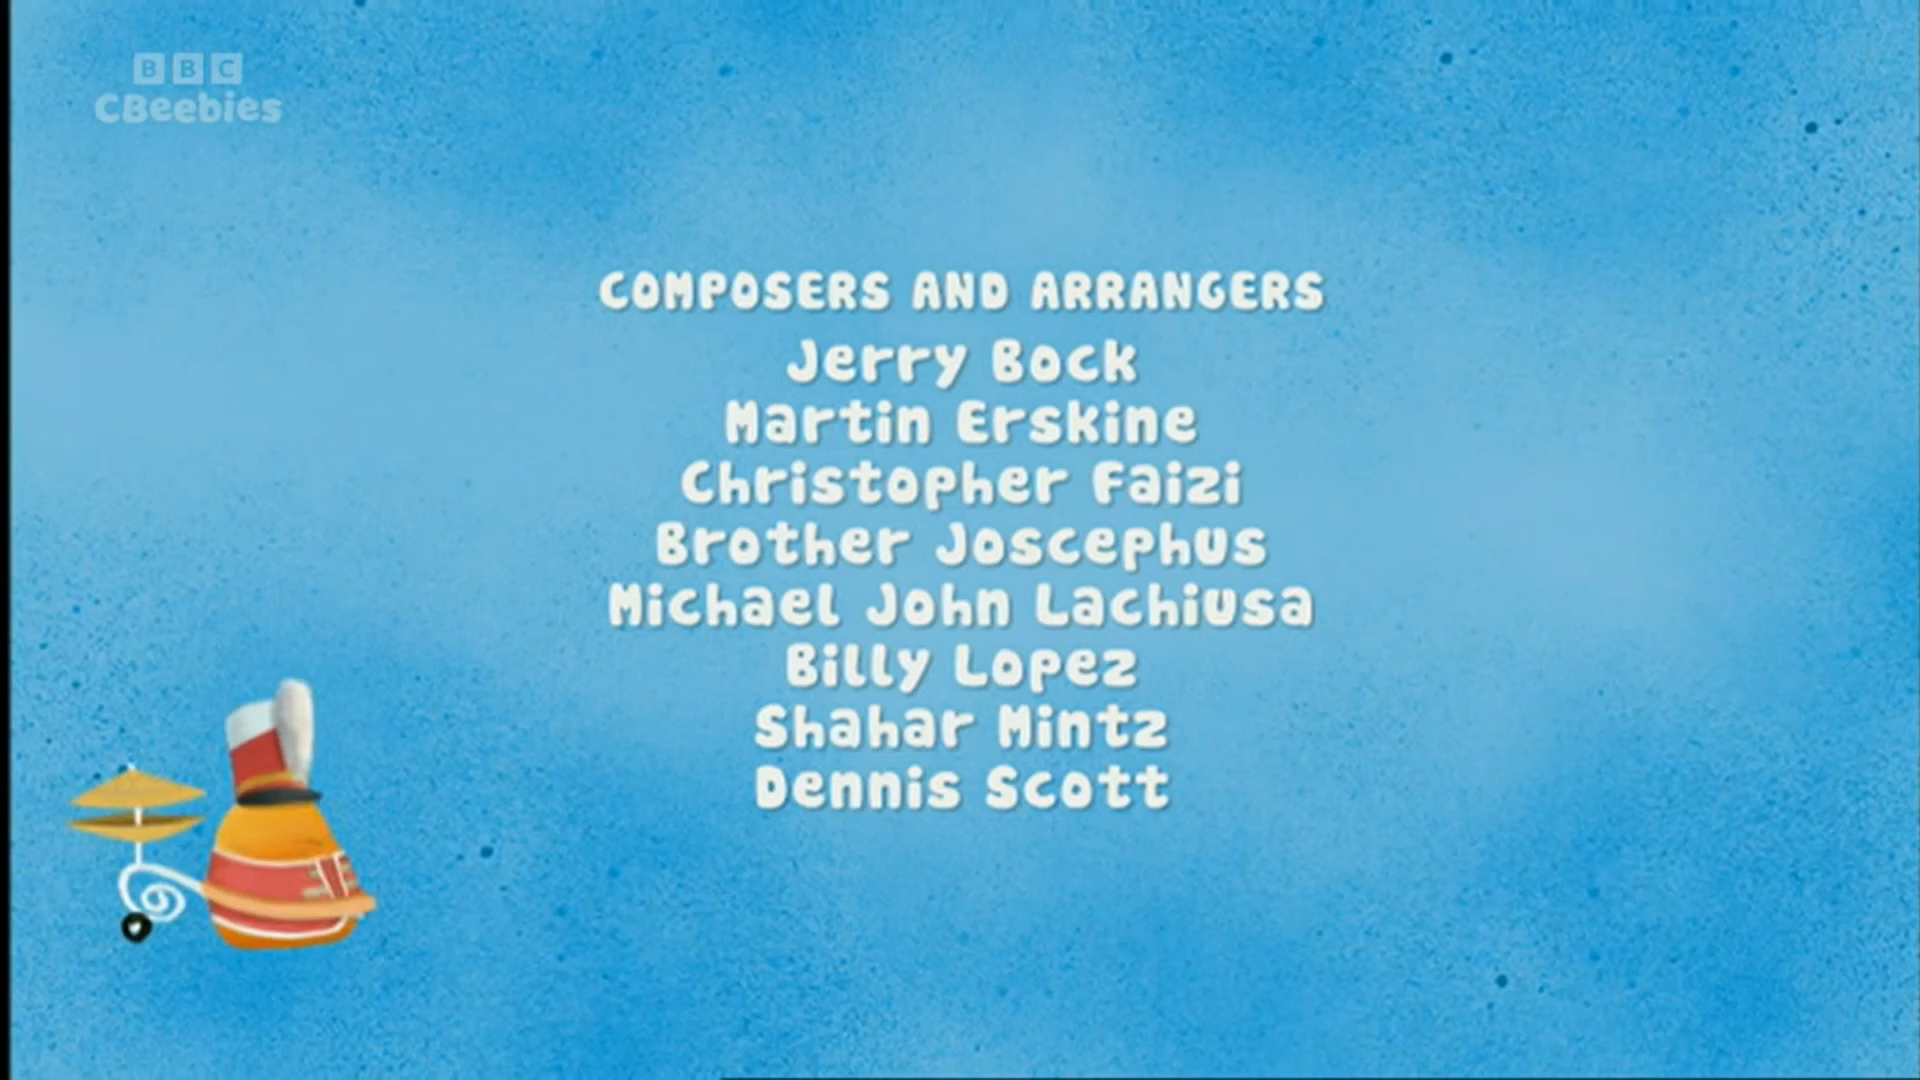 BBC
CBeebies
COMPOSERS AND ARRANGERS
Jerry Bock
Martin Erskine
Christopher Faizi
Brother Joscephus
Michael John Lachiusa
Billy Lopez
Shahar Mintz
Dennis Scott